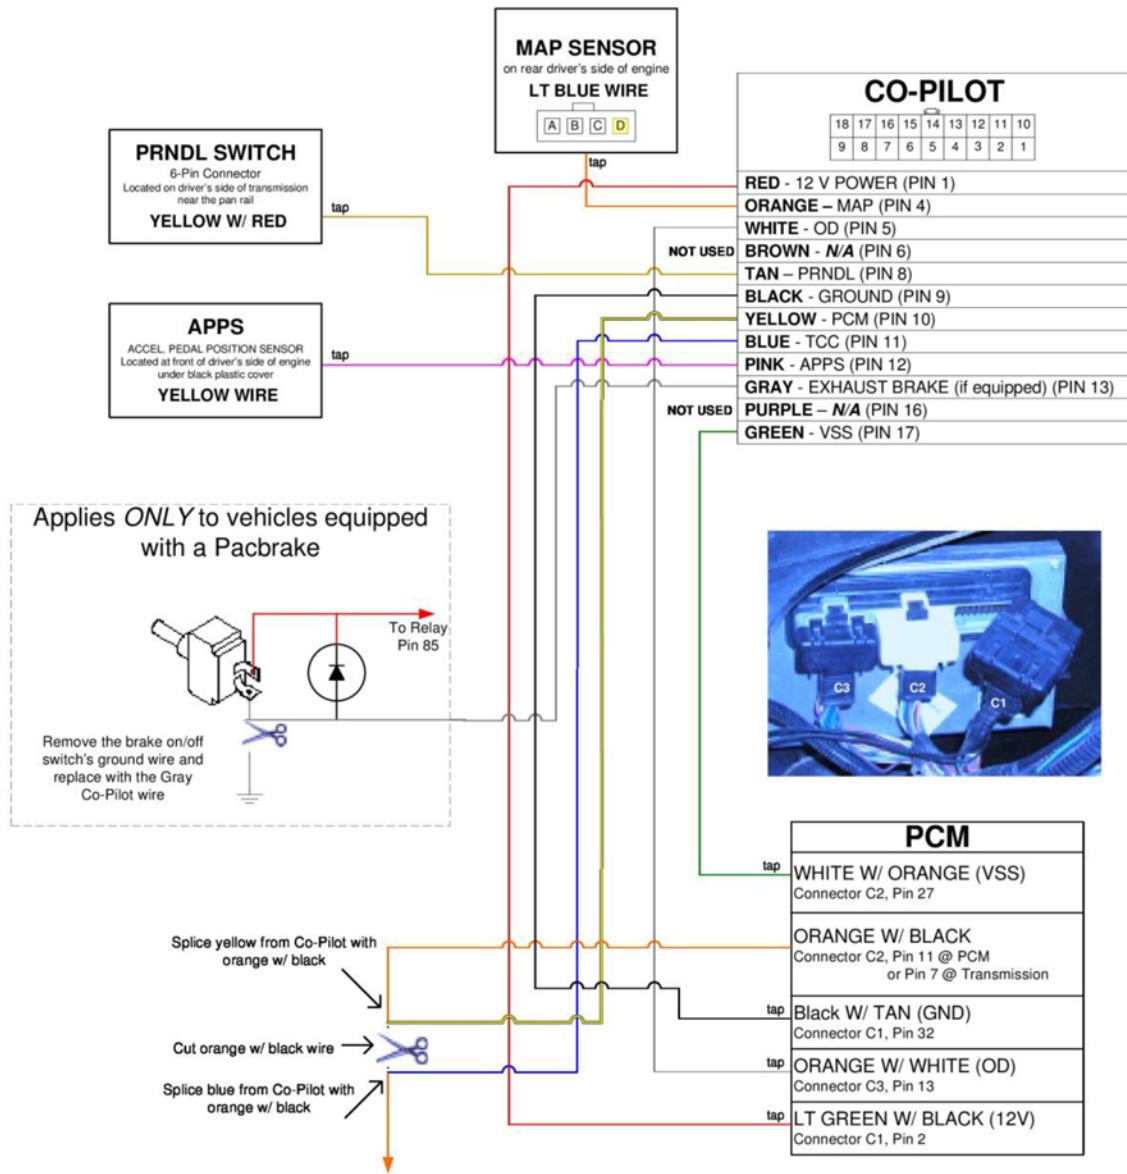 MAP SENSOR
on rear driver's side of engine
LT BLUE WIRE
A B C D
tap
CO-PILOT
18 17 16 15 14 13 12 11 10
9 8 7 6 5 4 3 2 1
RED - 12 V POWER (PIN 1)
ORANGE – MAP (PIN 4)
WHITE - OD (PIN 5)
NOT USED BROWN - N/A (PIN 6)
TAN – PRNDL (PIN 8)
BLACK - GROUND (PIN 9)
YELLOW - PCM (PIN 10)
BLUE - TCC (PIN 11)
PINK - APPS (PIN 12)
GRAY - EXHAUST BRAKE (if equipped) (PIN 13)
NOT USED PURPLE – N/A (PIN 16)
GREEN - VSS (PIN 17)
PRNDL SWITCH
6-Pin Connector
Located on driver's side of transmission
near the pan rail
YELLOW W/ RED
tap
APPS
ACCEL. PEDAL POSITION SENSOR
Located at front of driver's side of engine
under black plastic cover
YELLOW WIRE
tap
Applies ONLY to vehicles equipped
with a Pacbrake
To Relay
Pin 85
Remove the brake on/off
switch's ground wire and
replace with the Gray
Co-Pilot wire
C3 C2 C1
PCM
tap WHITE W/ ORANGE (VSS)
Connector C2, Pin 27
ORANGE W/ BLACK
Connector C2, Pin 11 @ PCM
or Pin 7 @ Transmission
tap Black W/ TAN (GND)
Connector C1, Pin 32
tap ORANGE W/ WHITE (OD)
Connector C3, Pin 13
tap LT GREEN W/ BLACK (12V)
Connector C1, Pin 2
Splice yellow from Co-Pilot with
orange w/ black
Cut orange w/ black wire
Splice blue from Co-Pilot with
orange w/ black